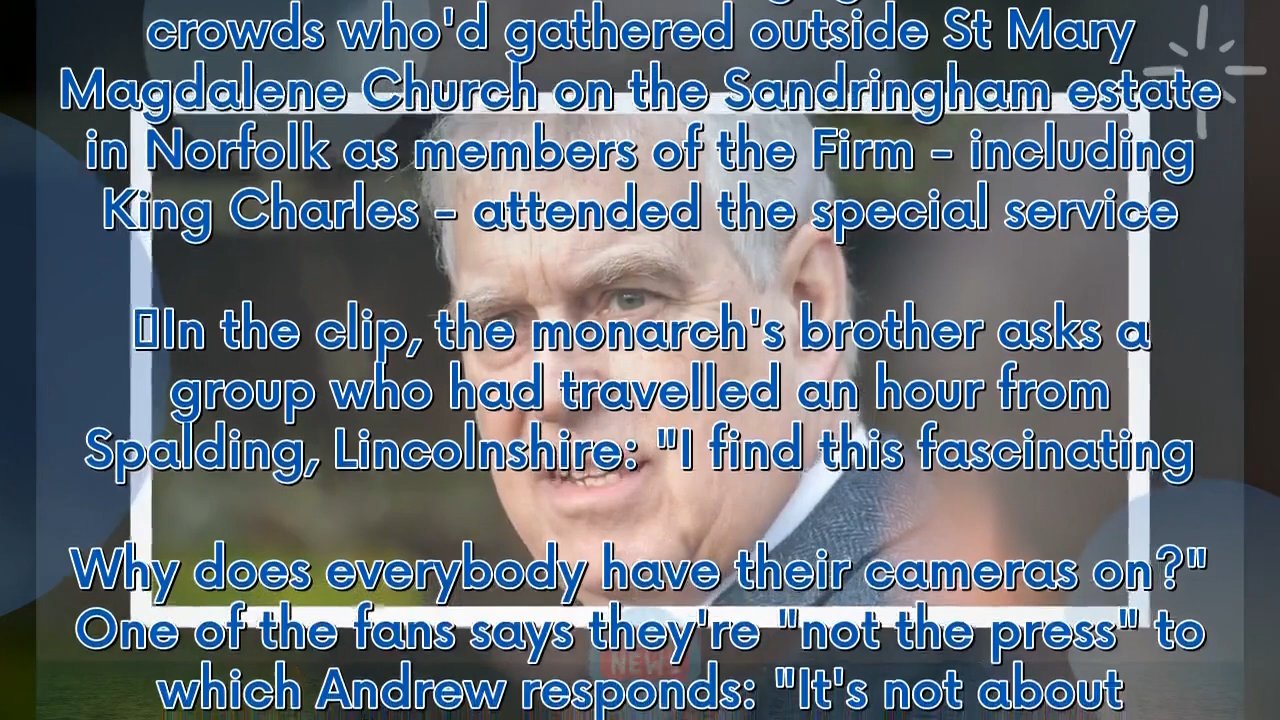 crowds who'd gathered outside St Mary
Magdalene Church on the Sandringham estate
in Norfolk as members of the Firm - including
King Charles - attended the special service
In the clip, the monarch's brother asks a
group who had travelled an hour from
Spalding, Lincolnshire: "I find this fascinating
Why does everybody have their cameras on?"
One of the fans says they're "not the press" to
NEWS
which Andrew responds: "It's not about